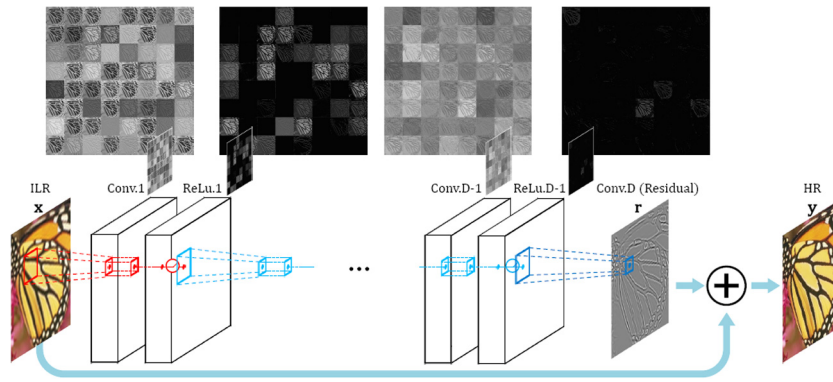 ILR
x
Conv.1
ReLu.1
Conv.D-1
ReLu.D-1
Conv.D (Residual)
r
HR
y
...